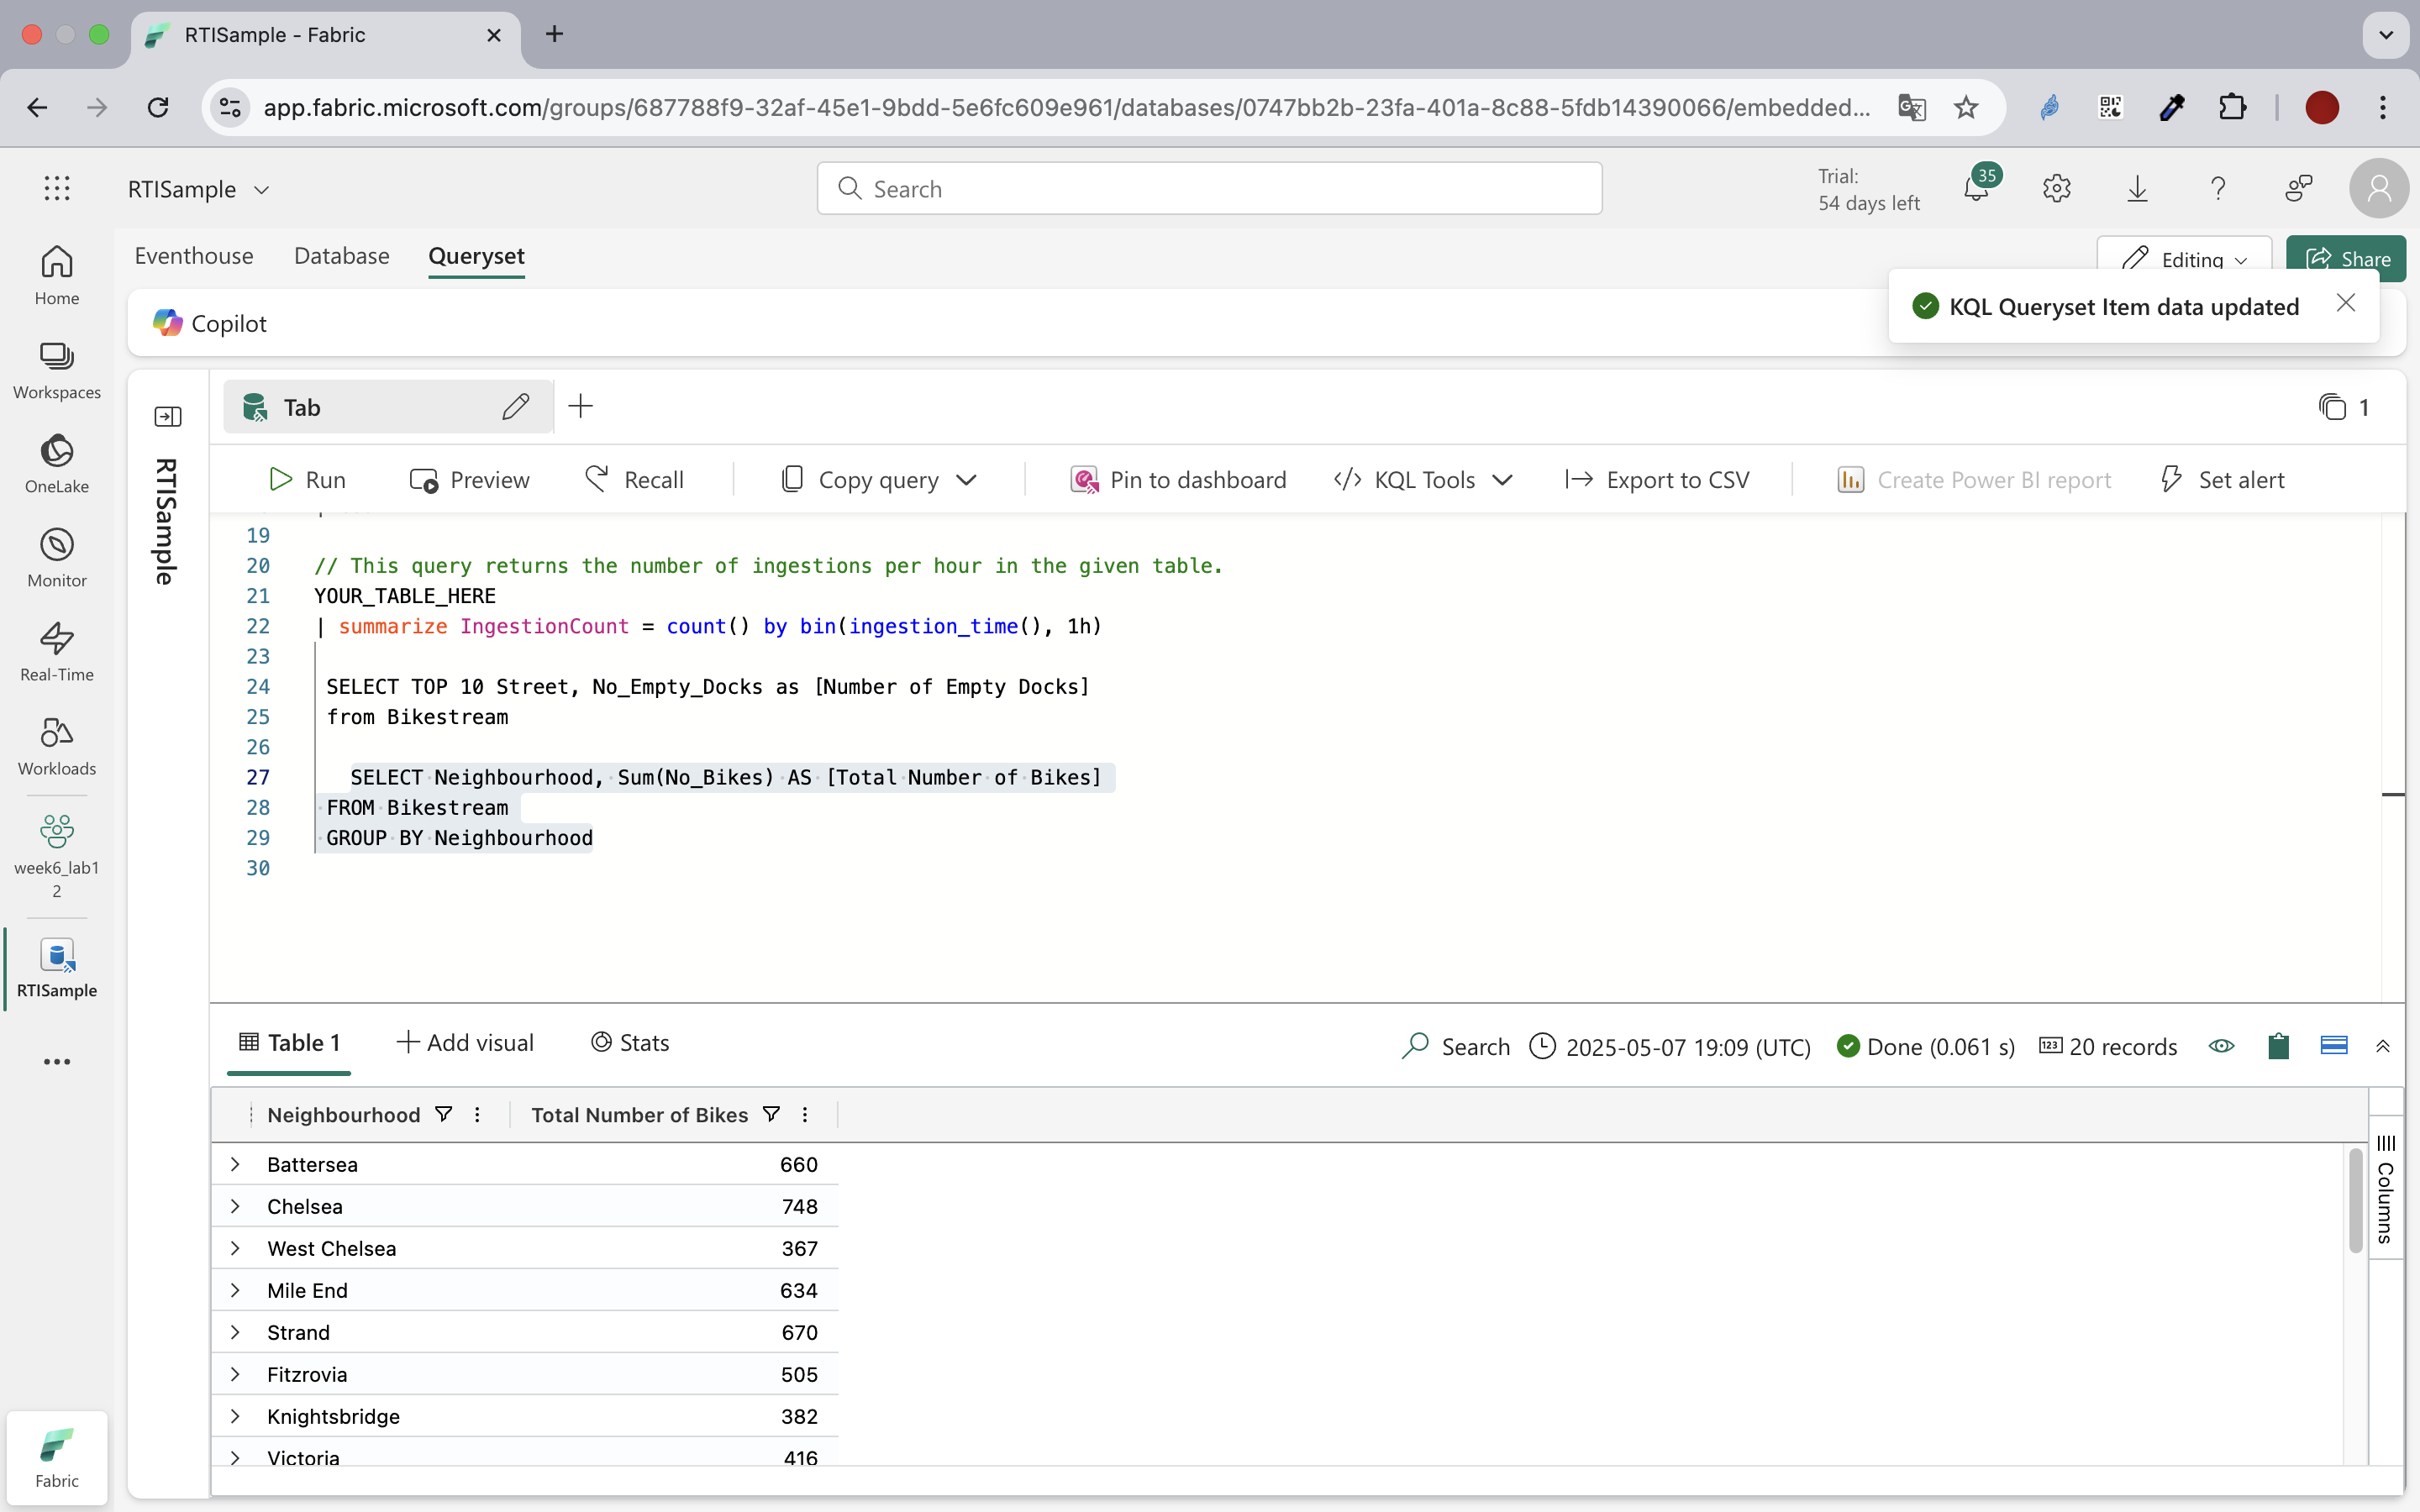 RTISample - Fabric
app.fabric.microsoft.com/groups/687788f9-32af-45e1-9bdd-5e6fc609e961/databases/0747bb2b-23fa-401a-8c88-5fdb14390066/embedded...
RTISample
Search
Trial:
54 days left
35
Home
Workspaces
OneLake
Monitor
Real-Time
Workloads
week6_lab1
2
RTISample
Fabric
Eventhouse Database Queryset
Editing
Share
KQL Queryset Item data updated
Copilot
RTISample
Tab
1
Run Preview Recall Copy query Pin to dashboard KQL Tools Export to CSV Create Power BI report Set alert
19
20 // This query returns the number of ingestions per hour in the given table.
21 YOUR_TABLE_HERE
22 | summarize IngestionCount = count() by bin(ingestion_time(), 1h)
23
24 SELECT TOP 10 Street, No_Empty_Docks as [Number of Empty Docks]
25 from Bikestream
26
27 SELECT Neighbourhood, Sum(No_Bikes) AS [Total Number of Bikes]
28 FROM Bikestream
29 GROUP BY Neighbourhood
30
Table 1 Add visual Stats Search 2025-05-07 19:09 (UTC) Done (0.061 s) 123 20 records
Neighbourhood Total Number of Bikes
Battersea 660
Chelsea 748
West Chelsea 367
Mile End 634
Strand 670
Fitzrovia 505
Knightsbridge 382
Victoria 416
Columns